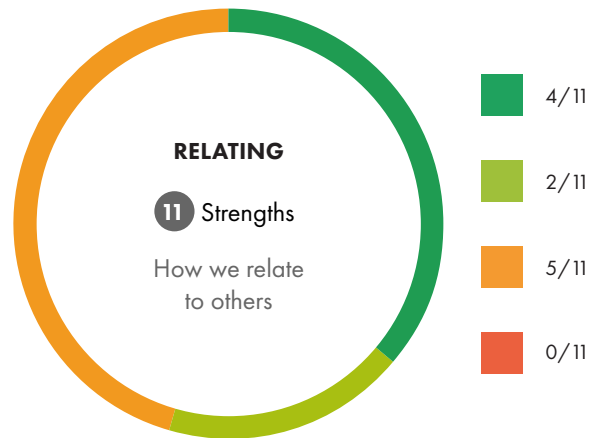 RELATING
11 Strengths
How we relate
to others
4/11
2/11
5/11
0/11